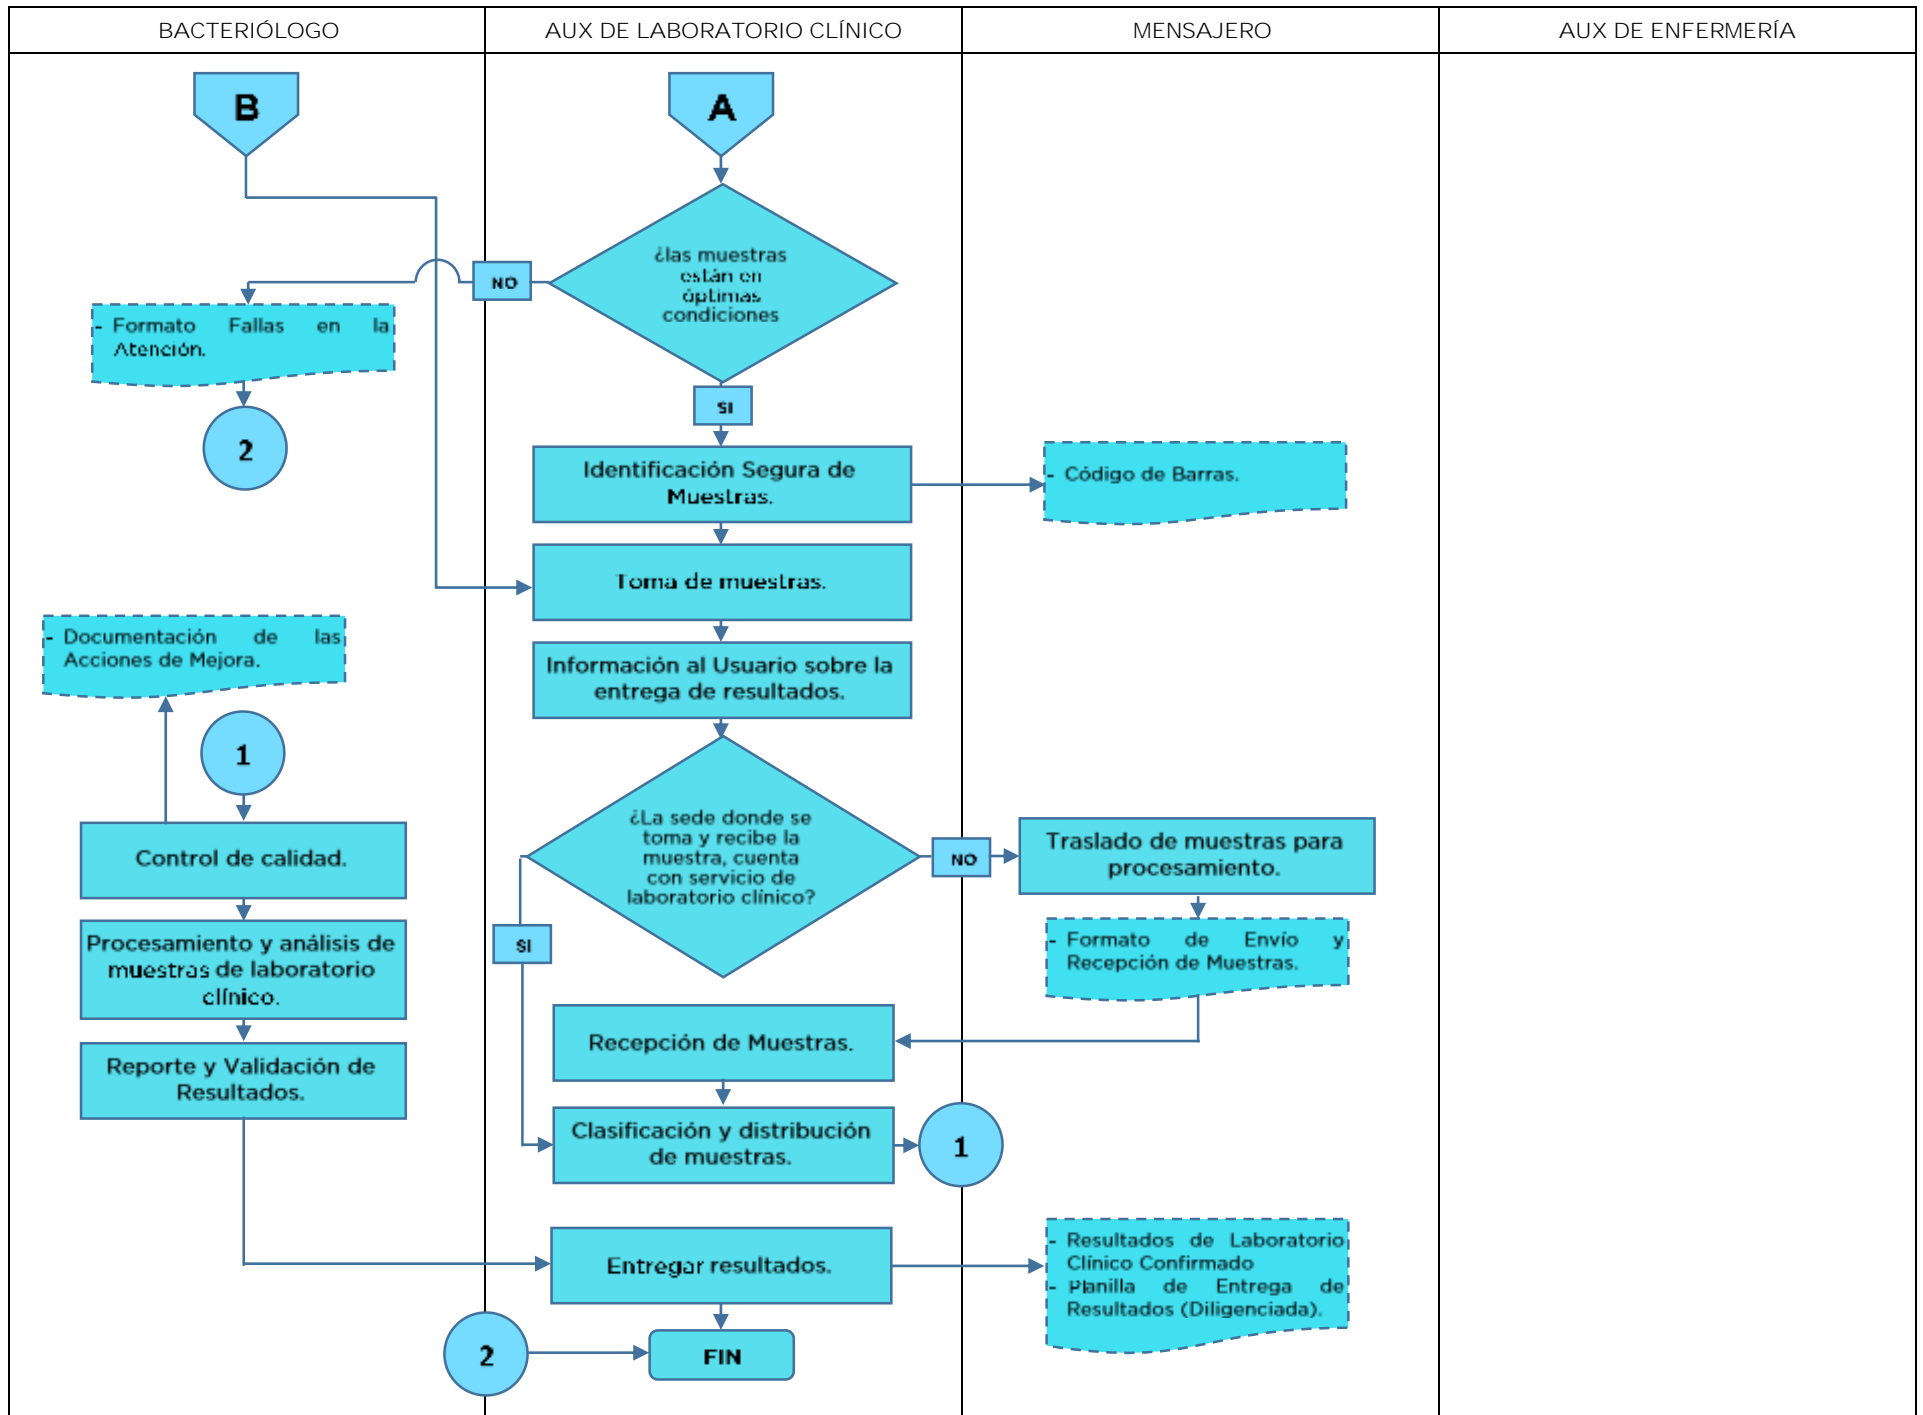 BACTERIÓLOGO
AUX DE LABORATORIO CLÍNICO
MENSAJERO
AUX DE ENFERMERÍA
B
A
¿las muestras
están en
óptimas
condiciones
NO
- Formato Fallas en la
Atención.
SI
2
Identificación Segura de
Muestras.
- Código de Barras.
Toma de muestras.
- Documentación de las
Acciones de Mejora.
Información al Usuario sobre la
entrega de resultados.
1
¿La sede donde se
toma y recibe la
muestra, cuenta
con servicio de
laboratorio clínico?
NO
Traslado de muestras para
procesamiento.
Control de calidad.
SI
Procesamiento y análisis de
muestras de laboratorio
clínico.
- Formato de Envío y
Recepción de Muestras.
Recepción de Muestras.
Reporte y Validación de
Resultados.
Clasificación y distribución
de muestras.
1
Entregar resultados.
- Resultados de Laboratorio
Clínico Confirmado
- Planilla de Entrega de
Resultados (Diligenciada).
2
FIN